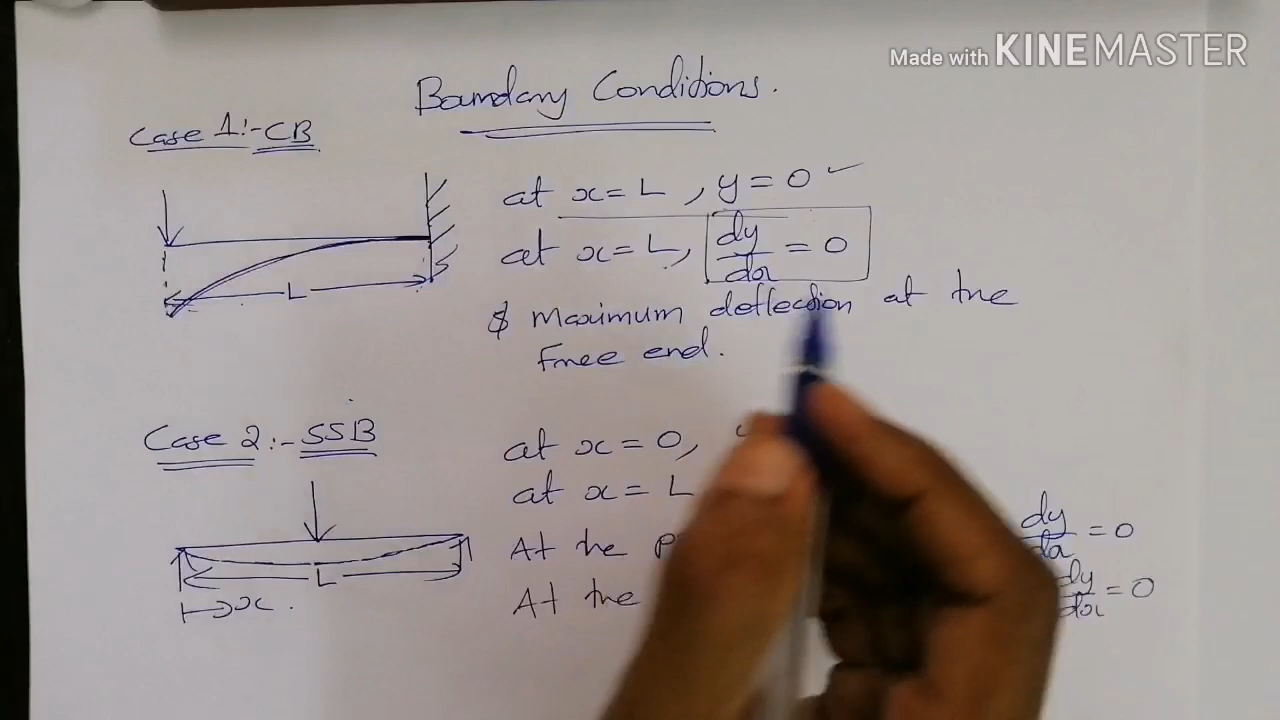 Made with KINEMASTER
Boundary Conditions.
Case 1:- CB
at x = L, y = 0 ✓
at x = L, dy/dx = 0
Maximum deflection at the
Free end.
L
Case 2:- SSB
at x = 0,
at x = L
At the dy/dx = 0
At the dy/dx = 0
L
x.